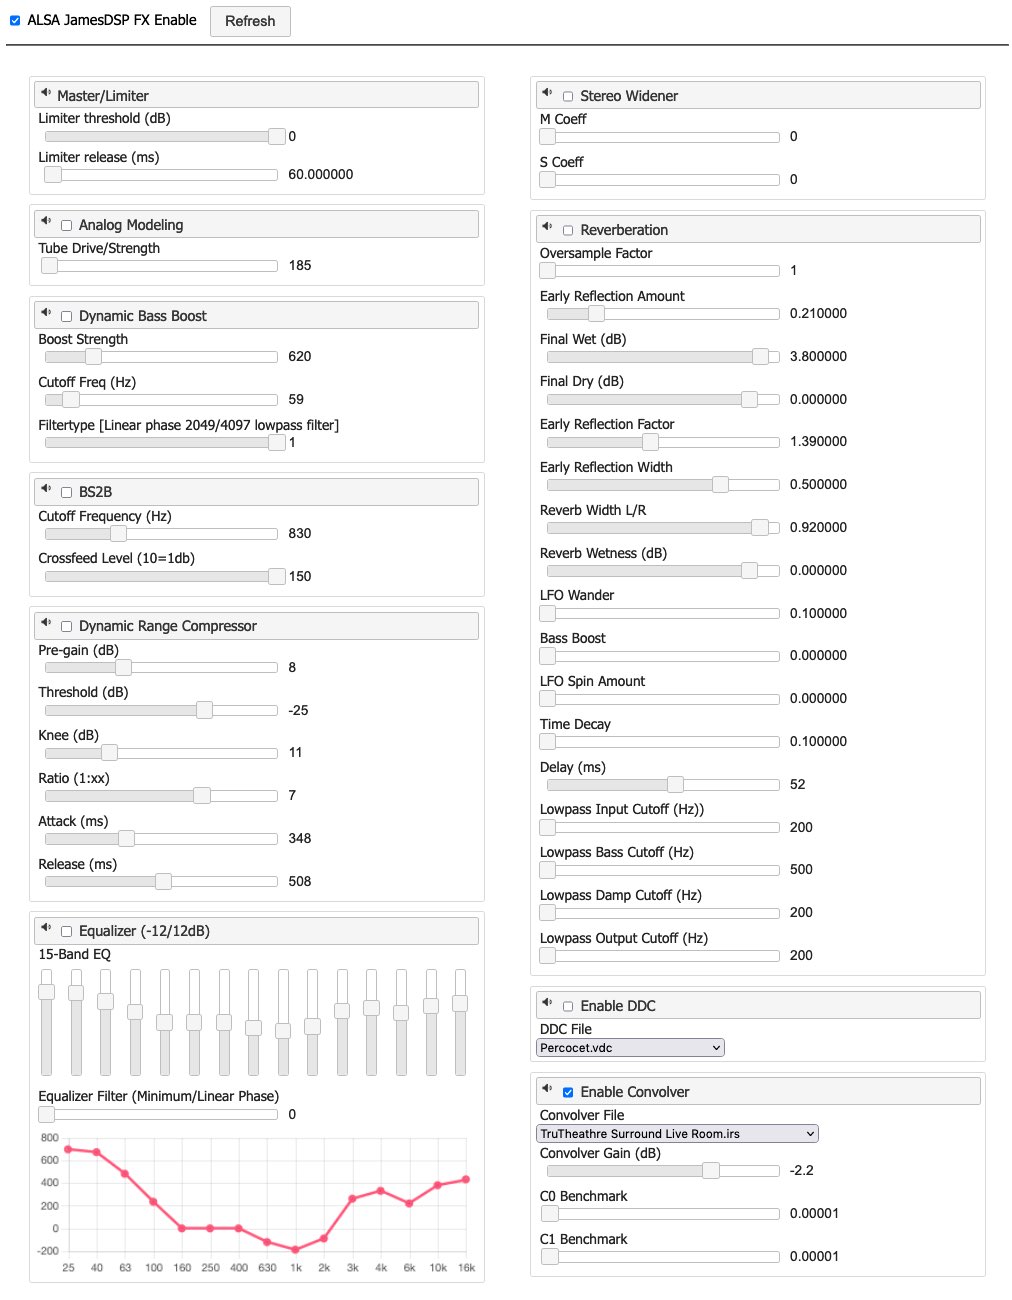 ALSA JamesDSP FX Enable Refresh
Master/Limiter
Limiter threshold (dB)
0
Limiter release (ms)
60.000000
Analog Modeling
Tube Drive/Strength
185
Dynamic Bass Boost
Boost Strength
620
Cutoff Freq (Hz)
59
Filtertype [Linear phase 2049/4097 lowpass filter]
1
BS2B
Cutoff Frequency (Hz)
830
Crossfeed Level (10=1db)
150
Dynamic Range Compressor
Pre-gain (dB)
8
Threshold (dB)
-25
Knee (dB)
11
Ratio (1:xx)
7
Attack (ms)
348
Release (ms)
508
Equalizer (-12/12dB)
15-Band EQ
Equalizer Filter (Minimum/Linear Phase)
0
800
600
400
200
0
-200
25 40 63 100 160 250 400 630 1k 2k 3k 4k 6k 10k 16k
Stereo Widener
M Coeff
0
S Coeff
0
Reverberation
Oversample Factor
1
Early Reflection Amount
0.210000
Final Wet (dB)
3.800000
Final Dry (dB)
0.000000
Early Reflection Factor
1.390000
Early Reflection Width
0.500000
Reverb Width L/R
0.920000
Reverb Wetness (dB)
0.000000
LFO Wander
0.100000
Bass Boost
0.000000
LFO Spin Amount
0.000000
Time Decay
0.100000
Delay (ms)
52
Lowpass Input Cutoff (Hz))
200
Lowpass Bass Cutoff (Hz)
500
Lowpass Damp Cutoff (Hz)
200
Lowpass Output Cutoff (Hz)
200
Enable DDC
DDC File
Percocet.vdc
Enable Convolver
Convolver File
TruTheathre Surround Live Room.irs
Convolver Gain (dB)
-2.2
C0 Benchmark
0.00001
C1 Benchmark
0.00001